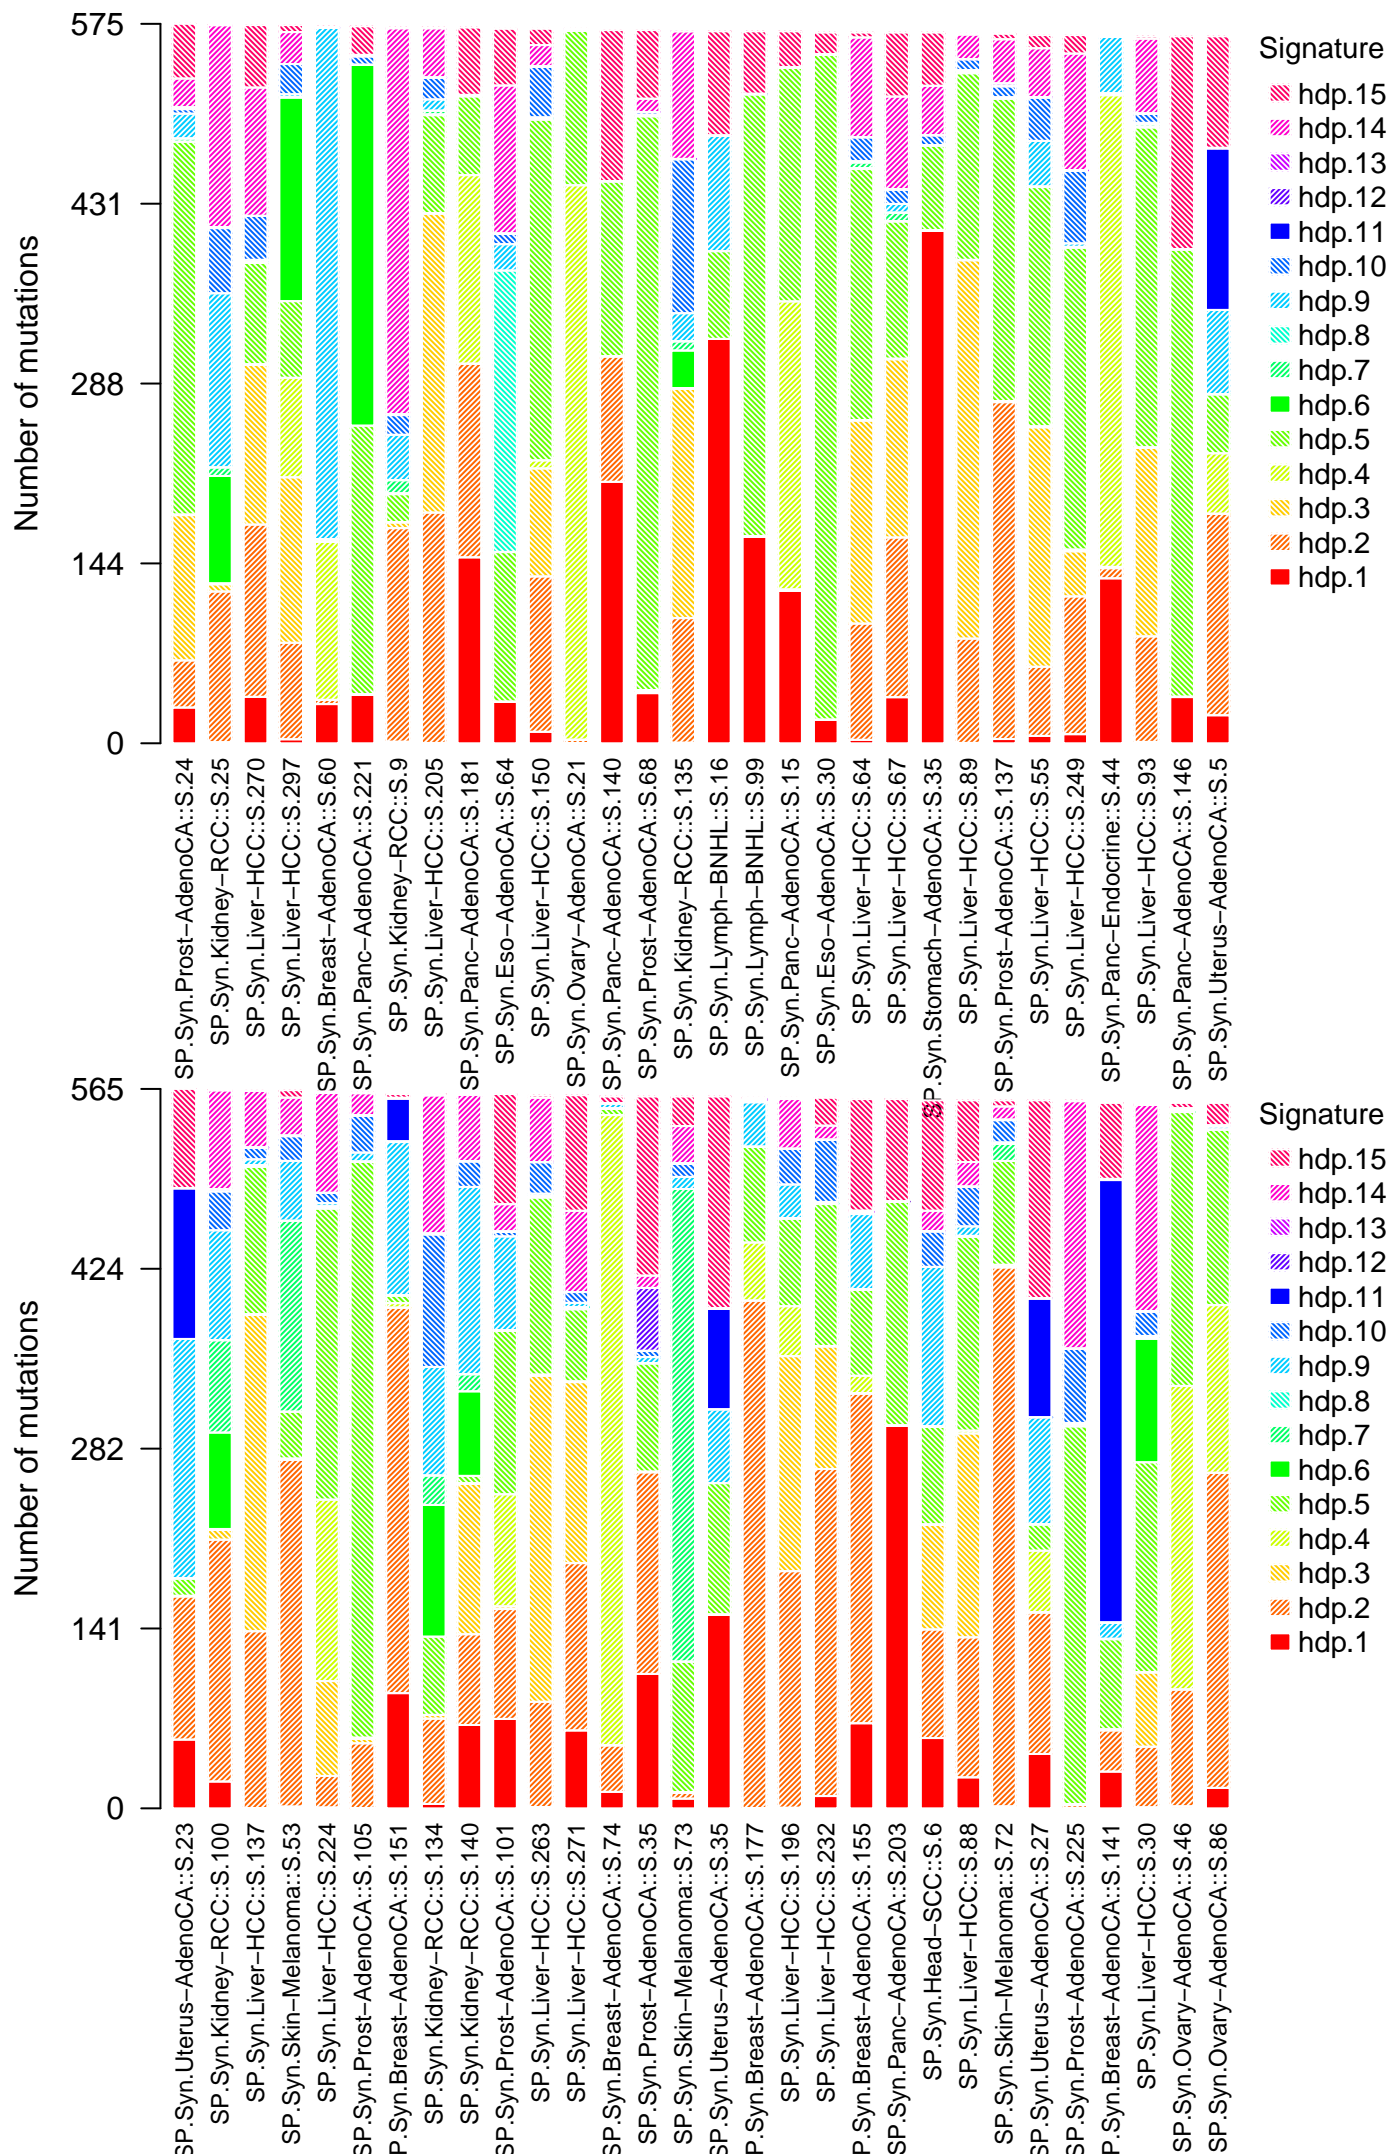 575
431
288
144
0
Number of mutations
Signature
hdp.15
hdp.14
hdp.13
hdp.12
hdp.11
hdp.10
hdp.9
hdp.8
hdp.7
hdp.6
hdp.5
hdp.4
hdp.3
hdp.2
hdp.1
SP.Syn.Prost−AdenoCA::S.24
SP.Syn.Kidney−RCC::S.25
SP.Syn.Liver−HCC::S.270
SP.Syn.Liver−HCC::S.297
SP.Syn.Breast−AdenoCA::S.60
SP.Syn.Panc−AdenoCA::S.221
SP.Syn.Kidney−RCC::S.9
SP.Syn.Liver−HCC::S.205
SP.Syn.Panc−AdenoCA::S.181
SP.Syn.Eso−AdenoCA::S.64
SP.Syn.Liver−HCC::S.150
SP.Syn.Ovary−AdenoCA::S.21
SP.Syn.Panc−AdenoCA::S.140
SP.Syn.Prost−AdenoCA::S.68
SP.Syn.Kidney−RCC::S.135
SP.Syn.Lymph−BNHL::S.16
SP.Syn.Lymph−BNHL::S.99
SP.Syn.Panc−AdenoCA::S.15
SP.Syn.Eso−AdenoCA::S.30
SP.Syn.Liver−HCC::S.64
SP.Syn.Liver−HCC::S.67
SP.Syn.Stomach−AdenoCA::S.35
SP.Syn.Liver−HCC::S.89
SP.Syn.Prost−AdenoCA::S.137
SP.Syn.Liver−HCC::S.55
SP.Syn.Liver−HCC::S.249
SP.Syn.Panc−Endocrine::S.44
SP.Syn.Liver−HCC::S.93
SP.Syn.Panc−AdenoCA::S.146
SP.Syn.Uterus−AdenoCA::S.5
565
424
282
141
0
Number of mutations
Signature
hdp.15
hdp.14
hdp.13
hdp.12
hdp.11
hdp.10
hdp.9
hdp.8
hdp.7
hdp.6
hdp.5
hdp.4
hdp.3
hdp.2
hdp.1
SP.Syn.Uterus−AdenoCA::S.23
SP.Syn.Kidney−RCC::S.100
SP.Syn.Liver−HCC::S.137
SP.Syn.Skin−Melanoma::S.53
SP.Syn.Liver−HCC::S.224
SP.Syn.Prost−AdenoCA::S.105
P.Syn.Breast−AdenoCA::S.151
SP.Syn.Kidney−RCC::S.134
SP.Syn.Kidney−RCC::S.140
SP.Syn.Prost−AdenoCA::S.101
SP.Syn.Liver−HCC::S.263
SP.Syn.Liver−HCC::S.271
SP.Syn.Breast−AdenoCA::S.74
SP.Syn.Prost−AdenoCA::S.35
SP.Syn.Skin−Melanoma::S.73
SP.Syn.Uterus−AdenoCA::S.35
P.Syn.Breast−AdenoCA::S.177
SP.Syn.Liver−HCC::S.196
SP.Syn.Liver−HCC::S.232
P.Syn.Breast−AdenoCA::S.155
SP.Syn.Panc−AdenoCA::S.203
SP.Syn.Head−SCC::S.6
SP.Syn.Liver−HCC::S.88
SP.Syn.Skin−Melanoma::S.72
SP.Syn.Uterus−AdenoCA::S.27
SP.Syn.Prost−AdenoCA::S.225
P.Syn.Breast−AdenoCA::S.141
SP.Syn.Liver−HCC::S.30
SP.Syn.Ovary−AdenoCA::S.46
SP.Syn.Ovary−AdenoCA::S.86